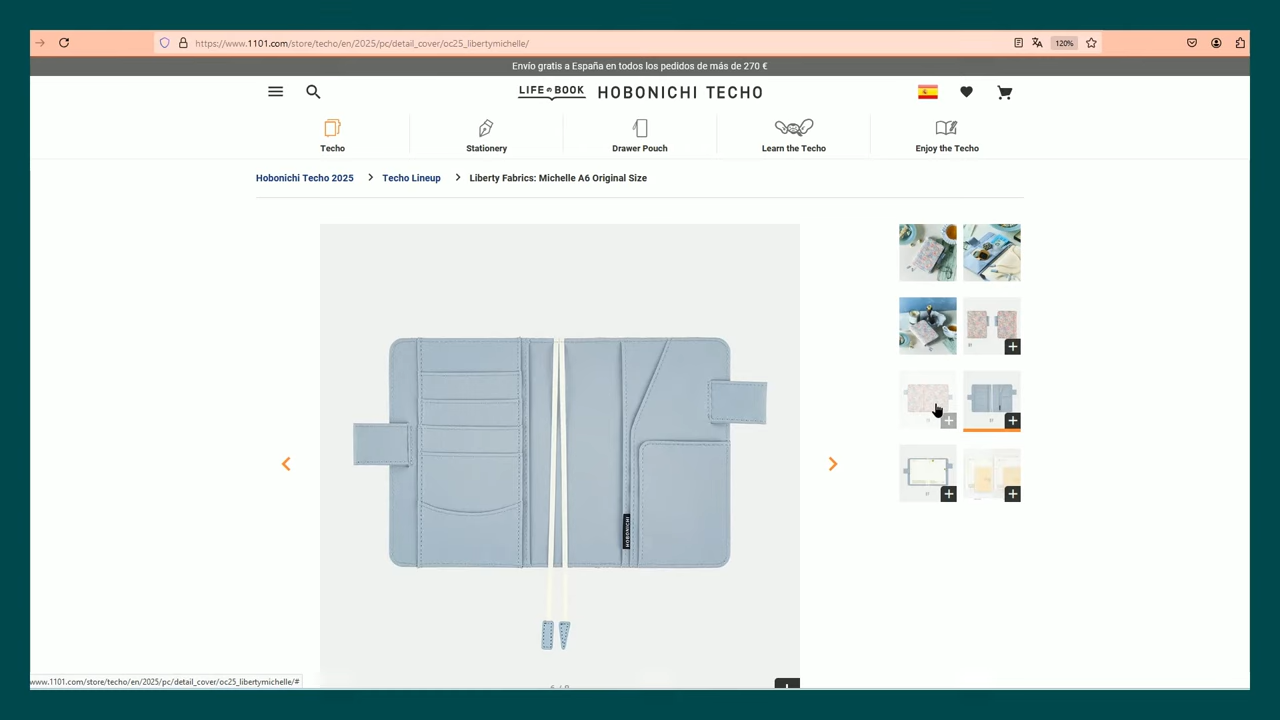 https://www.1101.com/store/techo/en/2025/pc/detail_cover/oc25_libertymichelle/
120%
Envío gratis a España en todos los pedidos de más de 270 €
LIFE BOOK HOBONICHI TECHO
Techo
Stationery
Drawer Pouch
Learn the Techo
Enjoy the Techo
Hobonichi Techo 2025 > Techo Lineup > Liberty Fabrics: Michelle A6 Original Size
HOBONICHI
www.1101.com/store/techo/en/2025/pc/detail_cover/oc25_libertymichelle/#